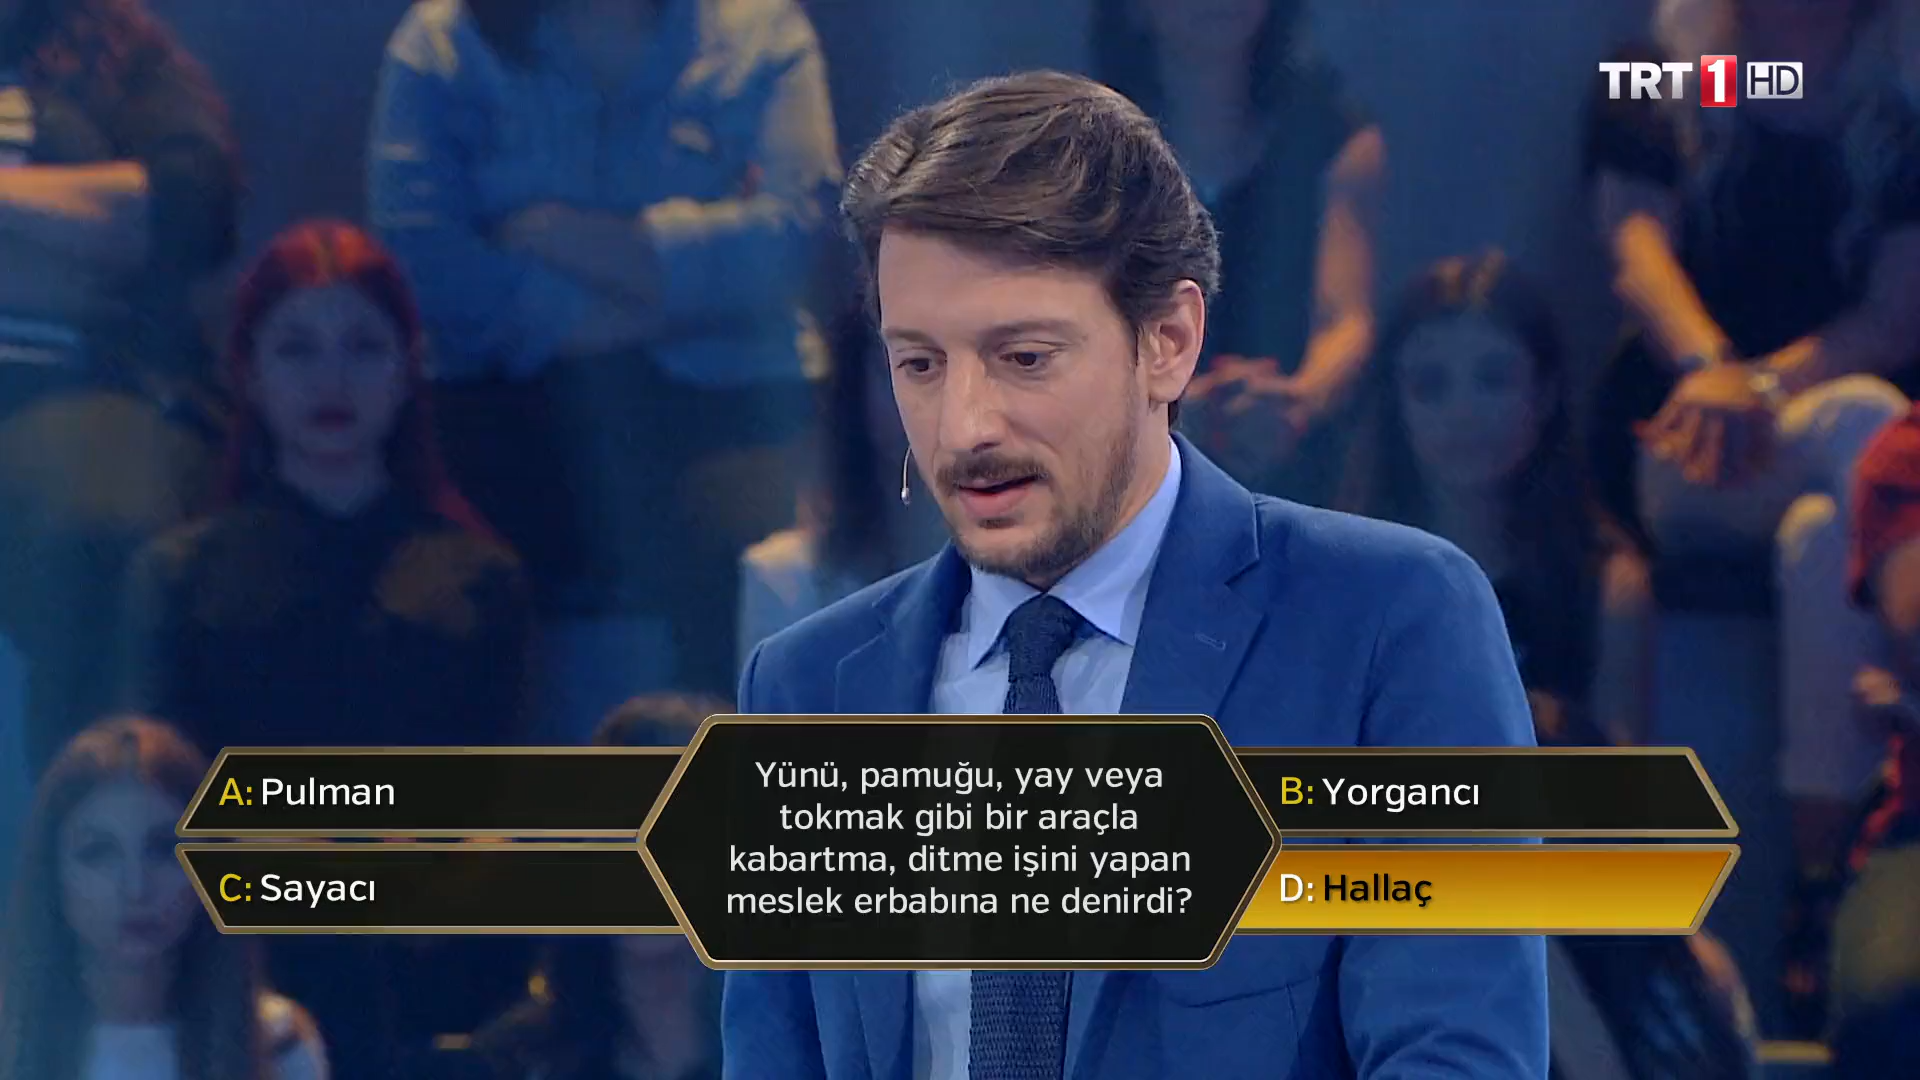 TRT 1 HD
Yünü, pamuğu, yay veya
tokmak gibi bir araçla
kabartma, ditme işini yapan
meslek erbabına ne denirdi?
A: Pulman
B: Yorgancı
C: Sayacı
D: Hallaç